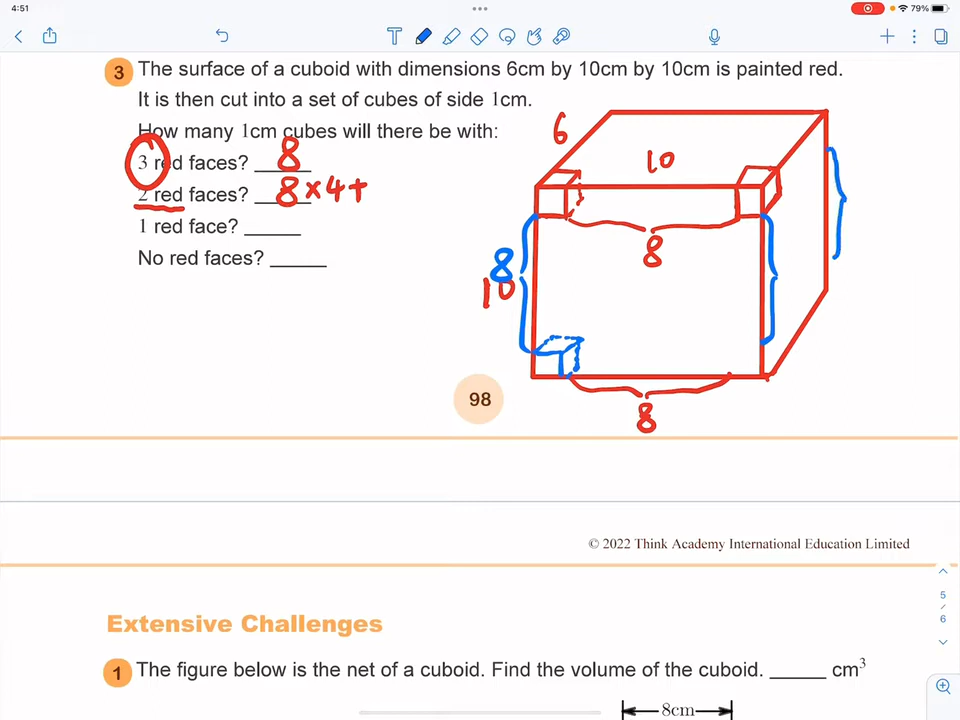 4:51
79%
3 The surface of a cuboid with dimensions 6cm by 10cm by 10cm is painted red.
It is then cut into a set of cubes of side 1cm.
How many 1cm cubes will there be with:
3 red faces? 8
2 red faces? 8×4+
1 red face? ______
No red faces? ______
6
10
8
8
10
8
98
© 2022 Think Academy International Education Limited
5
/
6
Extensive Challenges
1 The figure below is the net of a cuboid. Find the volume of the cuboid. ______ cm³
8cm